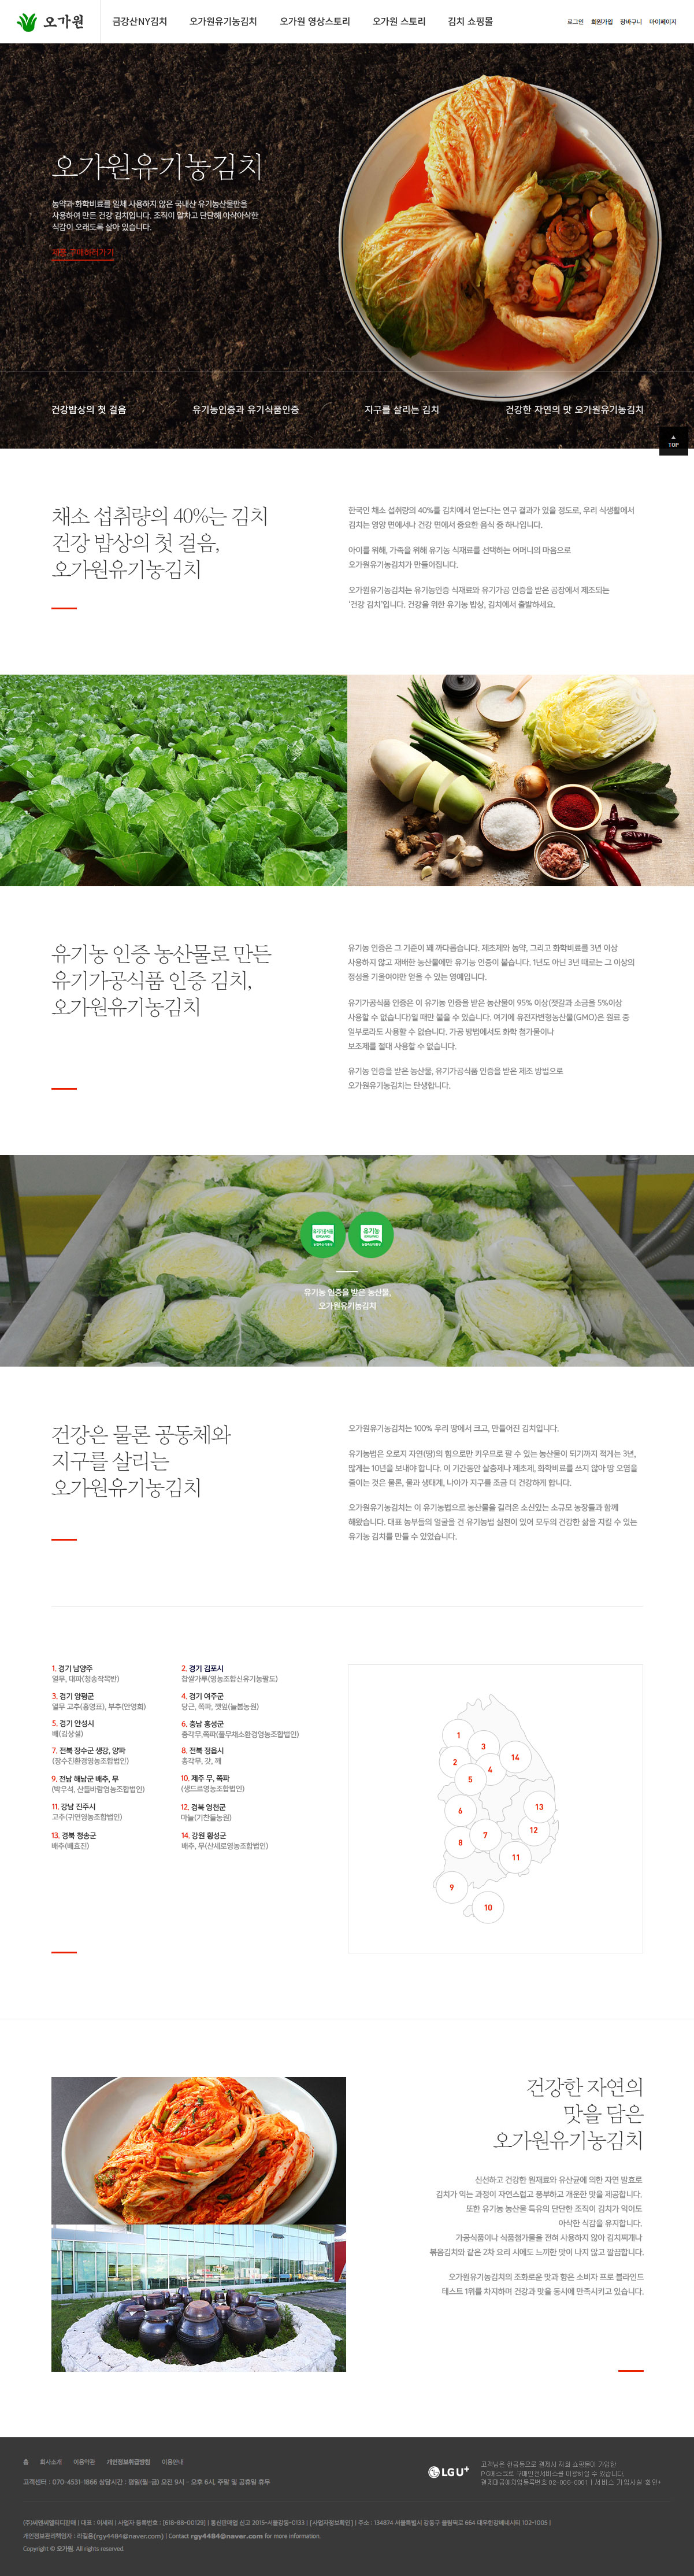 오가원
금강산NY김치 오가원유기농김치 오가원 영상스토리 오가원 스토리 김치 쇼핑몰
로그인 회원가입 장바구니 마이페이지
오가원유기농김치
농약과 화학비료를 일체 사용하지 않은 국내산 유기농산물만을
사용하여 만든 건강 김치입니다. 조직이 알차고 단단해 아삭아삭한
식감이 오래도록 살아 있습니다.
제품 구매하러가기
건강밥상의 첫 걸음 유기농인증과 유기식품인증 지구를 살리는 김치 건강한 자연의 맛 오가원유기농김치
TOP
채소 섭취량의 40%는 김치
건강 밥상의 첫 걸음,
오가원유기농김치
한국인 채소 섭취량의 40%를 김치에서 얻는다는 연구 결과가 있을 정도로, 우리 식생활에서
김치는 영양 면에서나 건강 면에서 중요한 음식 중 하나입니다.
아이를 위해, 가족을 위해 유기농 식재료를 선택하는 어머니의 마음으로
오가원유기농김치가 만들어집니다.
오가원유기농김치는 유기농인증 식재료와 유기가공 인증을 받은 공장에서 제조되는
'건강 김치'입니다. 건강을 위한 유기농 밥상, 김치에서 출발하세요.
유기농 인증 농산물로 만든
유기가공식품 인증 김치,
오가원유기농김치
유기농 인증은 그 기준이 꽤 까다롭습니다. 제초제와 농약, 그리고 화학비료를 3년 이상
사용하지 않고 재배한 농산물에만 유기농 인증이 붙습니다. 1년도 아닌 3년 때로는 그 이상의
정성을 기울여야만 얻을 수 있는 영예입니다.
유기가공식품 인증은 이 유기농 인증을 받은 농산물이 95% 이상(젓갈과 소금을 5%이상
사용할 수 없습니다)일 때만 붙을 수 있습니다. 여기에 유전자변형농산물(GMO)은 원료 중
일부로라도 사용할 수 없습니다. 가공 방법에서도 화학 첨가물이나
보조제를 절대 사용할 수 없습니다.
유기농 인증을 받은 농산물, 유기가공식품 인증을 받은 제조 방법으로
오가원유기농김치는 탄생합니다.
유기가공식품 유기농
유기농 인증을 받은 농산물,
오가원유기농김치
건강은 물론 공동체와
지구를 살리는
오가원유기농김치
오가원유기농김치는 100% 우리 땅에서 크고, 만들어진 김치입니다.
유기농법은 오로지 자연(땅)의 힘으로만 키우므로 팔 수 있는 농산물이 되기까지 적게는 3년,
많게는 10년을 보내야 합니다. 이 기간동안 살충제나 제초제, 화학비료를 쓰지 않아 땅 오염을
줄이는 것은 물론, 물과 생태계, 나아가 지구를 조금 더 건강하게 합니다.
오가원유기농김치는 이 유기농법으로 농산물을 길러온 소신있는 소규모 농장들과 함께
해왔습니다. 대표 농부들의 얼굴을 건 유기농법 실천이 있어 모두의 건강한 삶을 지킬 수 있는
유기농 김치를 만들 수 있었습니다.
1. 경기 남양주
열무, 대파(청송작목반)
2. 경기 김포시
찹쌀가루(영농조합신유기농팔도)
3. 경기 양평군
열무 고추(홍영표), 부추(안영희)
4. 경기 여주군
당근, 쪽파, 깻잎(늘봄농원)
5. 경기 안성시
배(김상설)
6. 충남 홍성군
총각무,쪽파(풀무채소환경영농조합법인)
7. 전북 장수군 생강, 양파
(장수친환경영농조합법인)
8. 전북 정읍시
총각무, 갓, 깨
9. 전남 해남군 배추, 무
(박우석, 산들바람영농조합법인)
10. 제주 무, 쪽파
(생드르영농조합법인)
11. 강남 진주시
고추(귀연영농조합법인)
12. 경북 영천군
마늘(기찬들농원)
13. 경북 청송군
배추(배효진)
14. 강원 횡성군
배추, 무(산세로영농조합법인)
1
3
2
4
14
5
6
13
7
12
8
11
9
10
건강한 자연의
맛을 담은
오가원유기농김치
신선하고 건강한 원재료와 유산균에 의한 자연 발효로
김치가 익는 과정이 자연스럽고 풍부하고 개운한 맛을 제공합니다.
또한 유기농 농산물 특유의 단단한 조직이 김치가 익어도
아삭한 식감을 유지합니다.
가공식품이나 식품첨가물을 전혀 사용하지 않아 김치찌개나
볶음김치와 같은 2차 요리 시에도 느끼한 맛이 나지 않고 깔끔합니다.
오가원유기농김치의 조화로운 맛과 향은 소비자 프로 블라인드
테스트 1위를 차지하며 건강과 맛을 동시에 만족시키고 있습니다.
홈 회사소개 이용약관 개인정보취급방침 이용안내
고객센터 : 070-4531-1866 상담시간 : 평일(월~금) 오전 9시 - 오후 6시, 주말 및 공휴일 휴무
LG U+
고객님은 현금등으로 결제시 저희 쇼핑몰이 가입한
PG에스크로 구매안전서비스를 이용하실 수 있습니다.
결제대금예치업등록번호 02-006-0001 | 서비스 가입사실 확인+
(주)비엔씨멀티디랜텍 | 대표 : 이세리 | 사업자 등록번호 : [618-88-00129] | 통신판매업 신고 2015-서울강동-0133 | [사업자정보확인] | 주소 : 134874 서울특별시 강동구 올림픽로 664 대우한강베네시티 102-1005 |
개인정보관리책임자 : 라길용(rgy4484@naver.com) | Contact rgy4484@naver.com for more information.
Copyright © 오가원. All rights reserved.